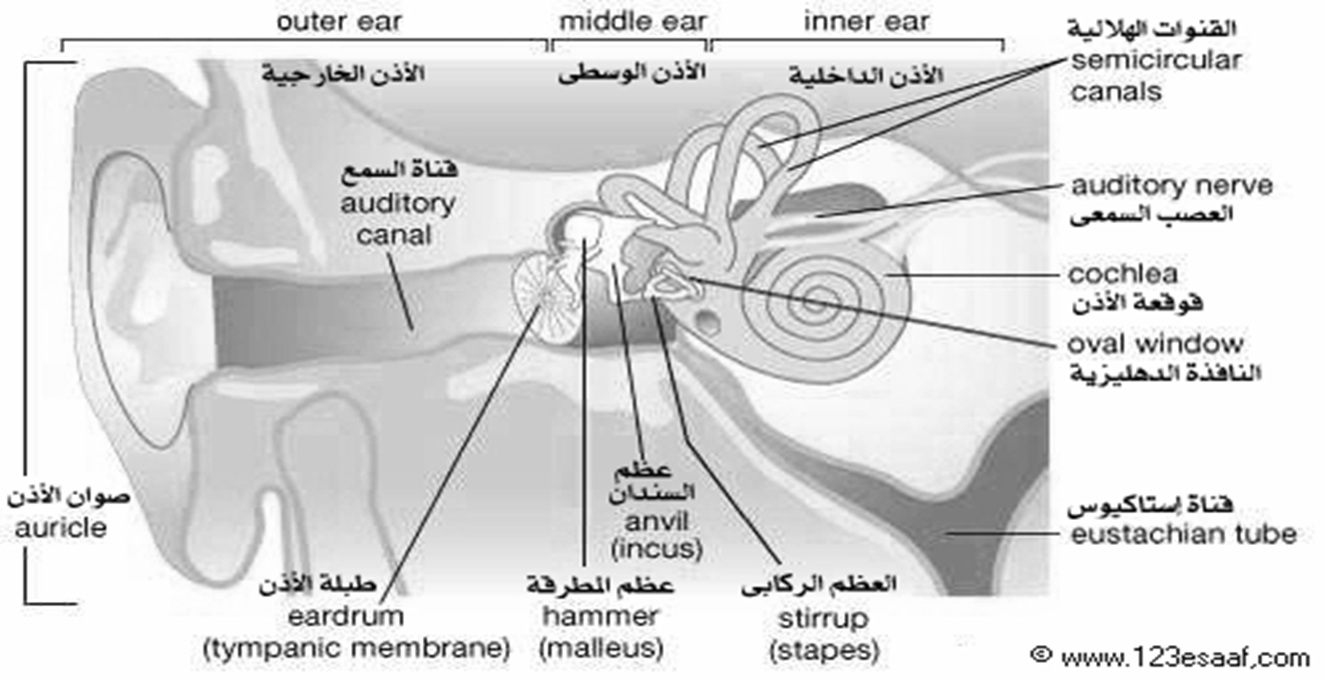 outer ear
middle ear
inner ear
الأذن الخارجية
الأذن الوسطى
الأذن الداخلية
القنوات الهلالية
semicircular
canals
قناة السمع
auditory
canal
auditory nerve
العصب السمعى
cochlea
قوقعة الأذن
oval window
النافذة الدهليزية
صوان الأذن
auricle
عظم
السندان
anvil
(incus)
قناة إستاكيوس
eustachian tube
طبلة الأذن
eardrum
(tympanic membrane)
عظم المطرقة
hammer
(malleus)
العظم الركابى
stirrup
(stapes)
© www.123esaaf.com